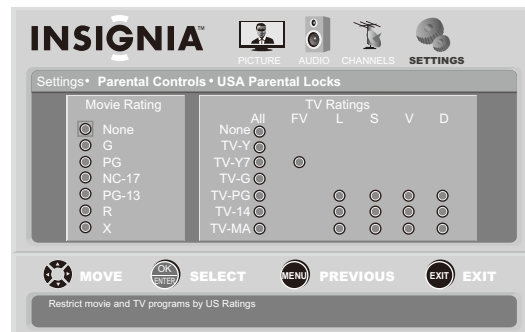 INSIGNIA™
PICTURE AUDIO CHANNELS SETTINGS
Settings• Parental Controls • USA Parental Locks
Movie Rating
None
G
PG
NC-17
PG-13
R
X
TV Ratings
All FV L S V D
None
TV-Y
TV-Y7
TV-G
TV-PG
TV-14
TV-MA
MOVE
OK
ENTER
SELECT
MENU
PREVIOUS
EXIT
EXIT
Restrict movie and TV programs by US Ratings